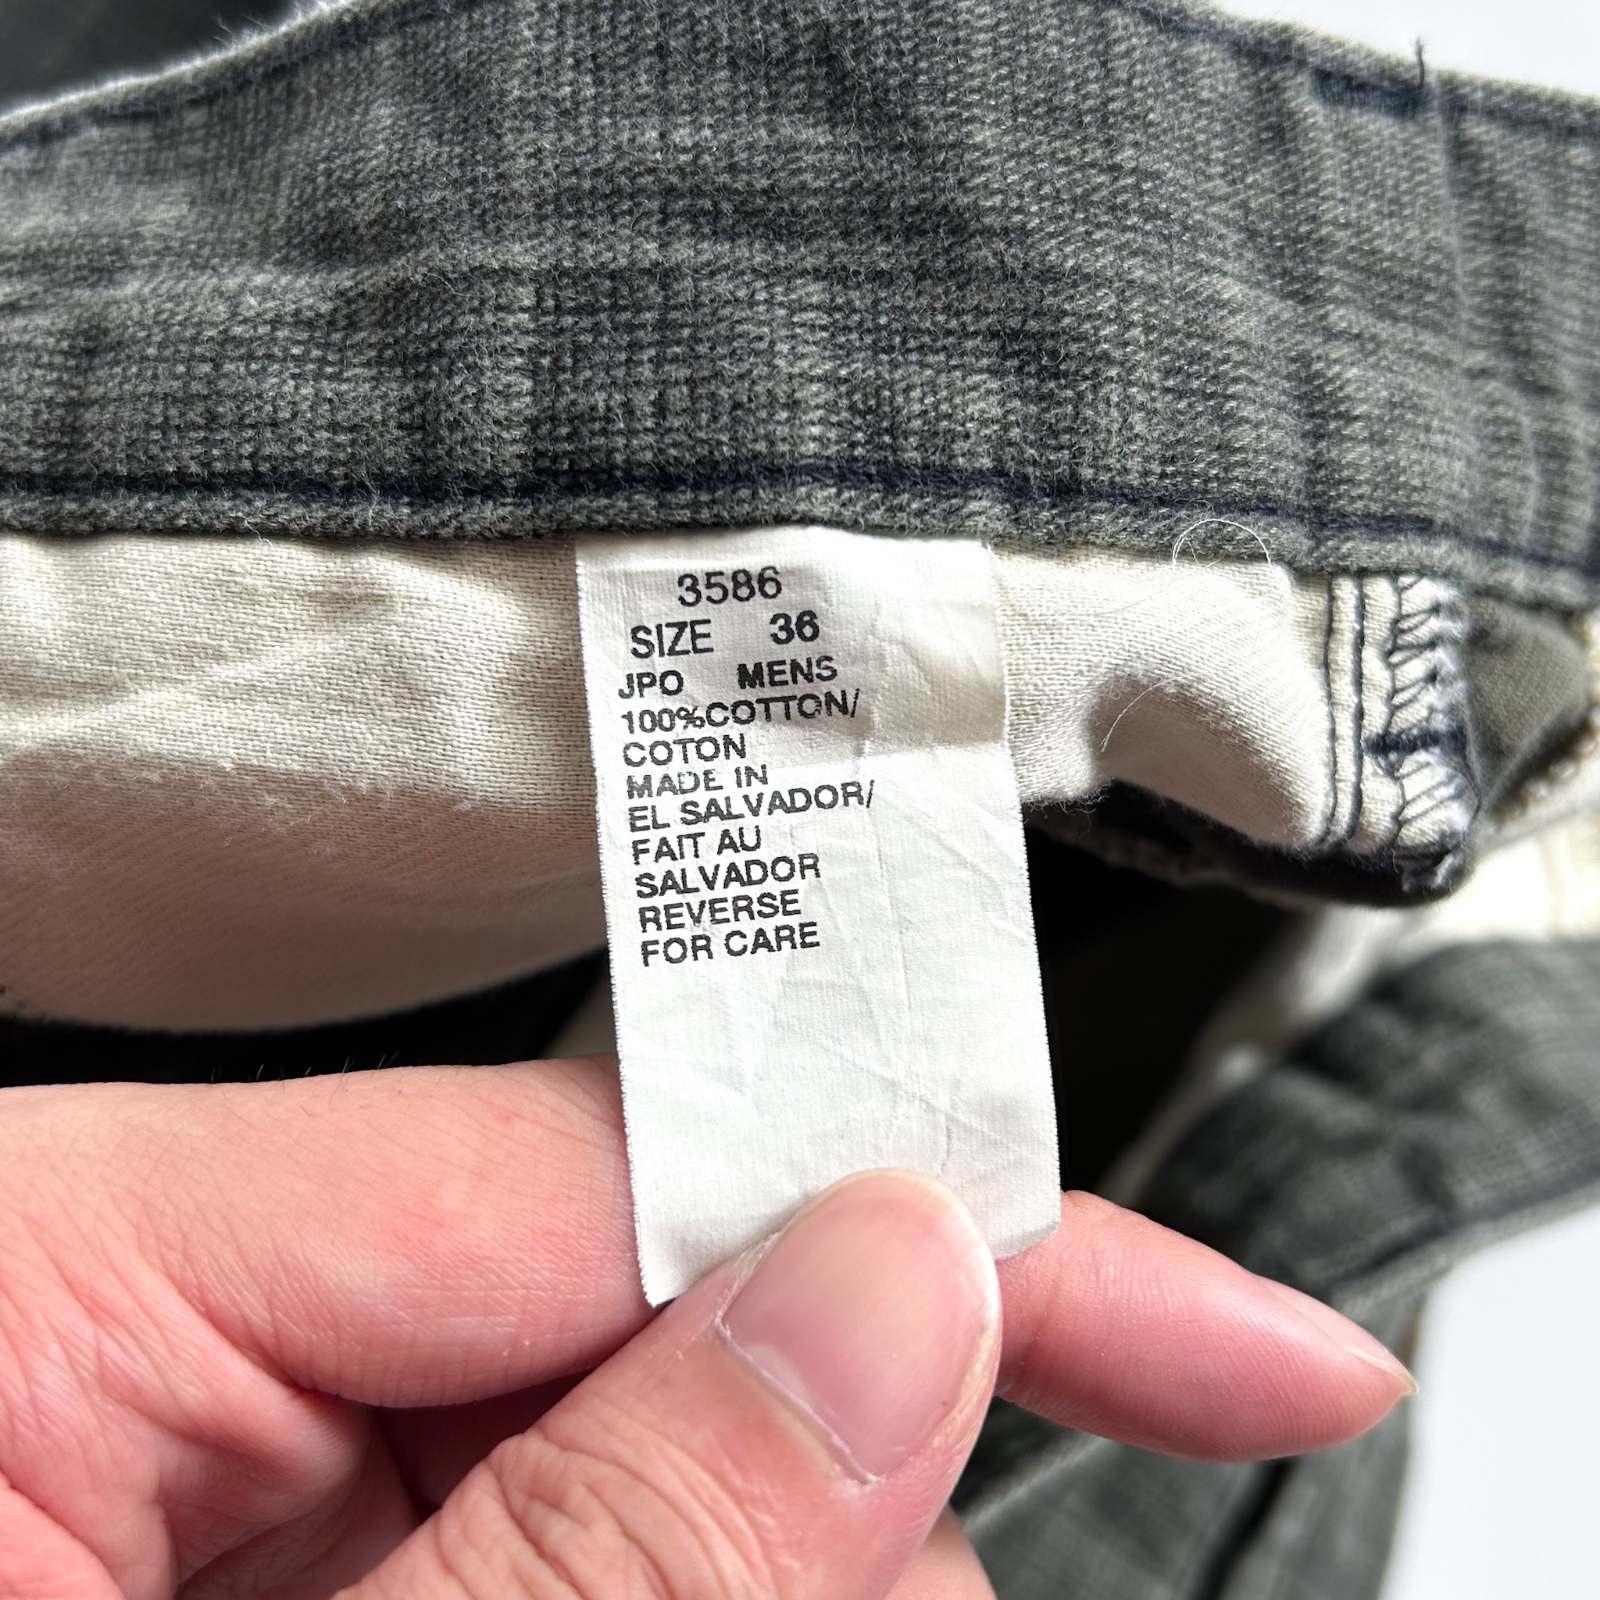 3586
SIZE 36
JPO MENS
100%COTTON/
COTON
MADE IN
EL SALVADOR/
FAIT AU
SALVADOR
REVERSE
FOR CARE